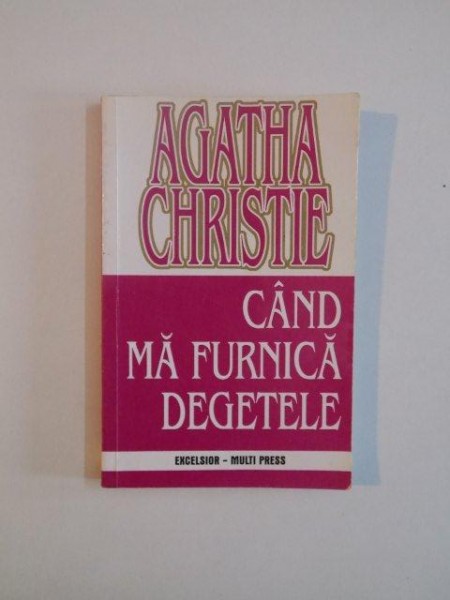 AGATHA
CHRISTIE
CÂND
MĂ FURNICĂ
DEGETELE
EXCELSIOR - MULTI PRESS